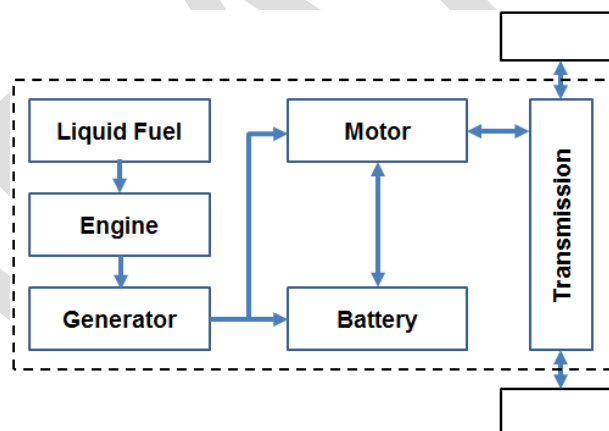 Liquid Fuel
Motor
Engine
Generator
Battery
Transmission